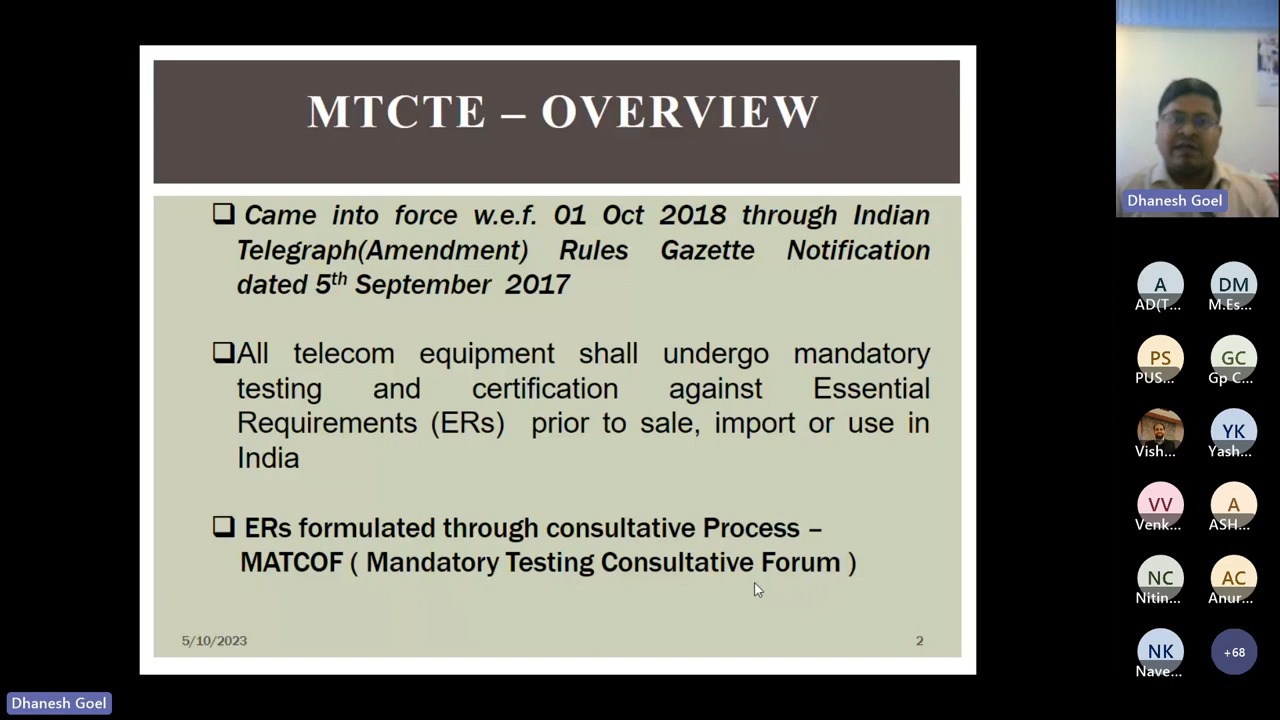 MTCTE – OVERVIEW
❑ Came into force w.e.f. 01 Oct 2018 through Indian
Telegraph(Amendment) Rules Gazette Notification
dated 5th September 2017
❑All telecom equipment shall undergo mandatory
testing and certification against Essential
Requirements (ERs) prior to sale, import or use in
India
❑ ERs formulated through consultative Process –
MATCOF ( Mandatory Testing Consultative Forum )
5/10/2023
2
Dhanesh Goel
A
AD(T...
DM
M.Es...
PS
PUS...
GC
Gp C...
Vish...
YK
Yash...
VV
Venk...
A
ASH...
NC
Nitin...
AC
Anur...
NK
Nave...
+68
Dhanesh Goel